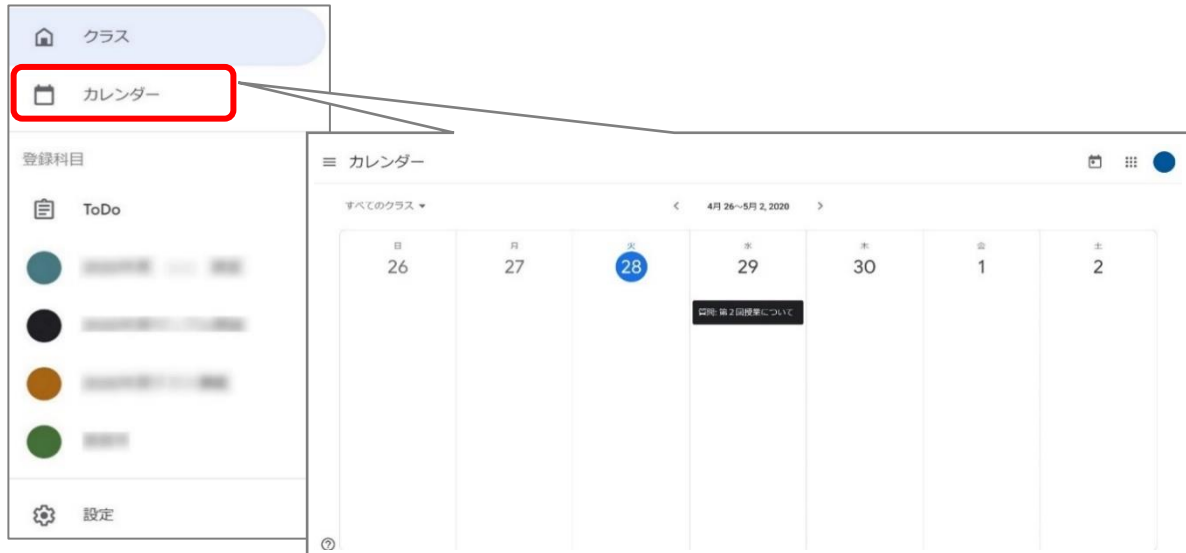 クラス
カレンダー
登録科目
ToDo
設定
カレンダー
すべてのクラス
4月 26～5月 2, 2020
日 月 火 水 木 金 土
26 27 28 29 30 1 2
質問: 第2回授業について